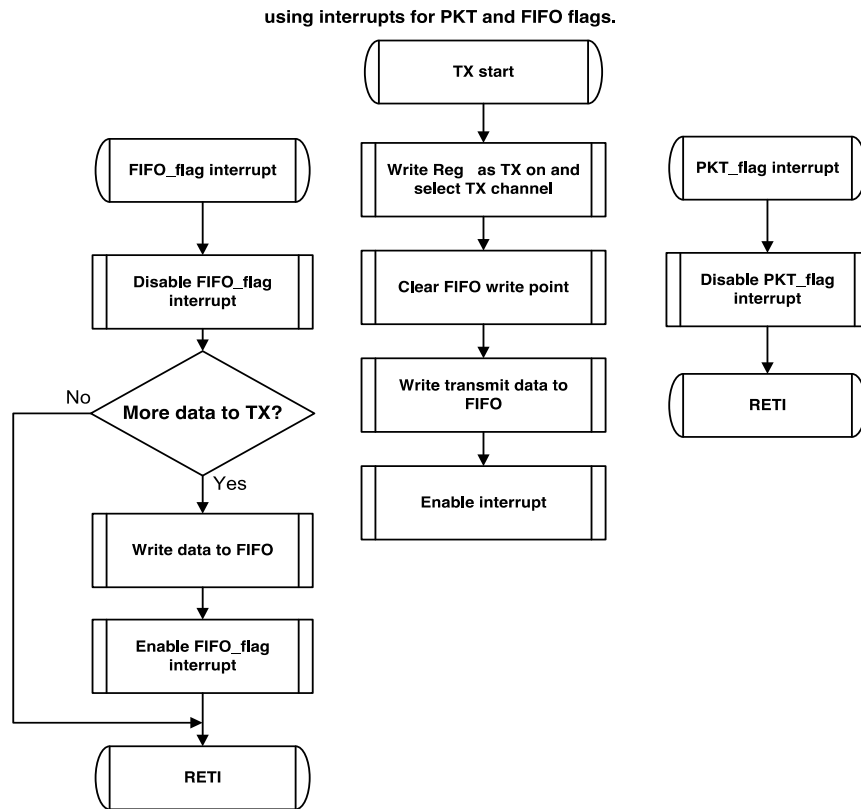 using interrupts for PKT and FIFO flags.
TX start
Write Reg   as TX on and
select TX channel
Clear FIFO write point
Write transmit data to
FIFO
Enable interrupt
FIFO_flag interrupt
Disable FIFO_flag
interrupt
More data to TX?
No
Yes
Write data to FIFO
Enable FIFO_flag
interrupt
RETI
PKT_flag interrupt
Disable PKT_flag
interrupt
RETI